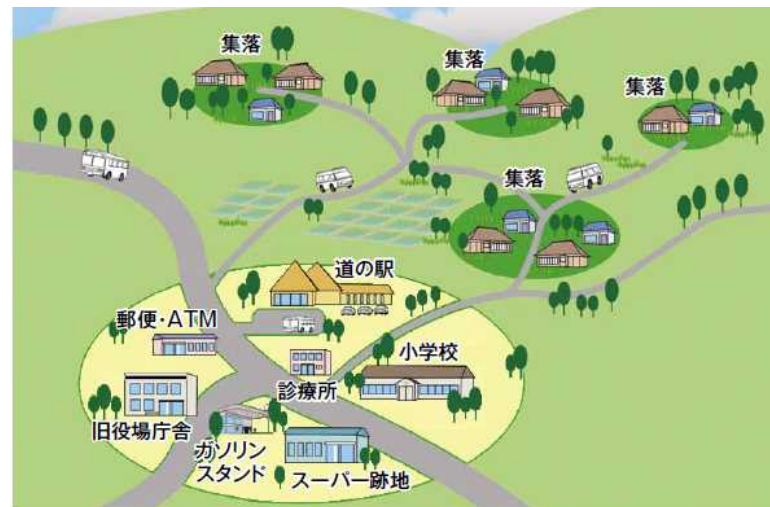 集落
集落
集落
集落
道の駅
郵便・ATM
小学校
診療所
旧役場庁舎
ガソリン
スタンド
スーパー跡地